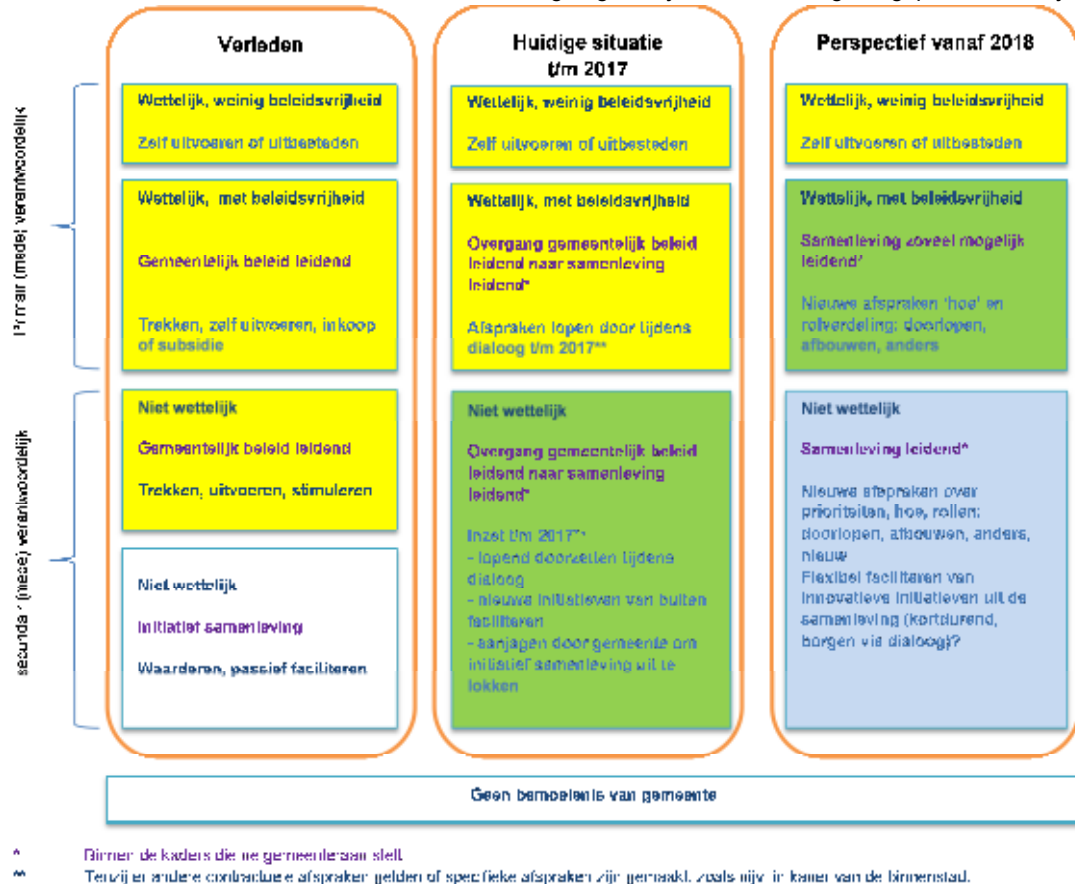 Verleden
Wettelijk, weinig beleidsvrijheid
Zelf uitvoeren of uitbesteden
Wettelijk, met beleidsvrijheid
Gemeentelijk beleid leidend
Trekken, zelf uitvoeren, inkoop
of subsidie
Niet wettelijk
Gemeentelijk beleid leidend
Trekken, uitvoeren, stimuleren
Niet wettelijk
Initiatief samenleving
Waarderen, passief faciliteren
Huidige situatie
t/m 2017
Wettelijk, weinig beleidsvrijheid
Zelf uitvoeren of uitbesteden
Wettelijk, met beleidsvrijheid
Overgang gemeentelijk beleid
leidend naar samenleving
leidend*
Afspraken lopen door tijdens
dialoog t/m 2017**
Niet wettelijk
Overgang gemeentelijk beleid
leidend naar samenleving
leidend*
Inzet t/m 2017**
- lopend doorzetten tijdens
dialoog
- nieuwe initiatieven van buiten
faciliteren
- aanjagen door gemeente om
initiatief samenleving uit te
lokken
Perspectief vanaf 2018
Wettelijk, weinig beleidsvrijheid
Zelf uitvoeren of uitbesteden
Wettelijk, met beleidsvrijheid
Samenleving zoveel mogelijk
leidend*
Nieuwe afspraken 'hoe' en
rolverdeling: doorlopen,
afbouwen, anders
Niet wettelijk
Samenleving leidend*
Nieuwe afspraken over
prioriteiten, hoe, rollen:
doorlopen, afbouwen, anders,
nieuw
Flexibel faciliteren van
innovatieve initiatieven uit de
samenleving (kortdurend,
borgen via dialoog)?
Primair (mede) verantwoordelijk
secundair (mede) verantwoordelijk
Geen bemoeienis van gemeente
* Binnen de kaders die de gemeenteraad stelt
** Tenzij er andere contractuele afspraken gelden of specifieke afspraken zijn gemaakt, zoals bijv. in kader van de binnenstad.